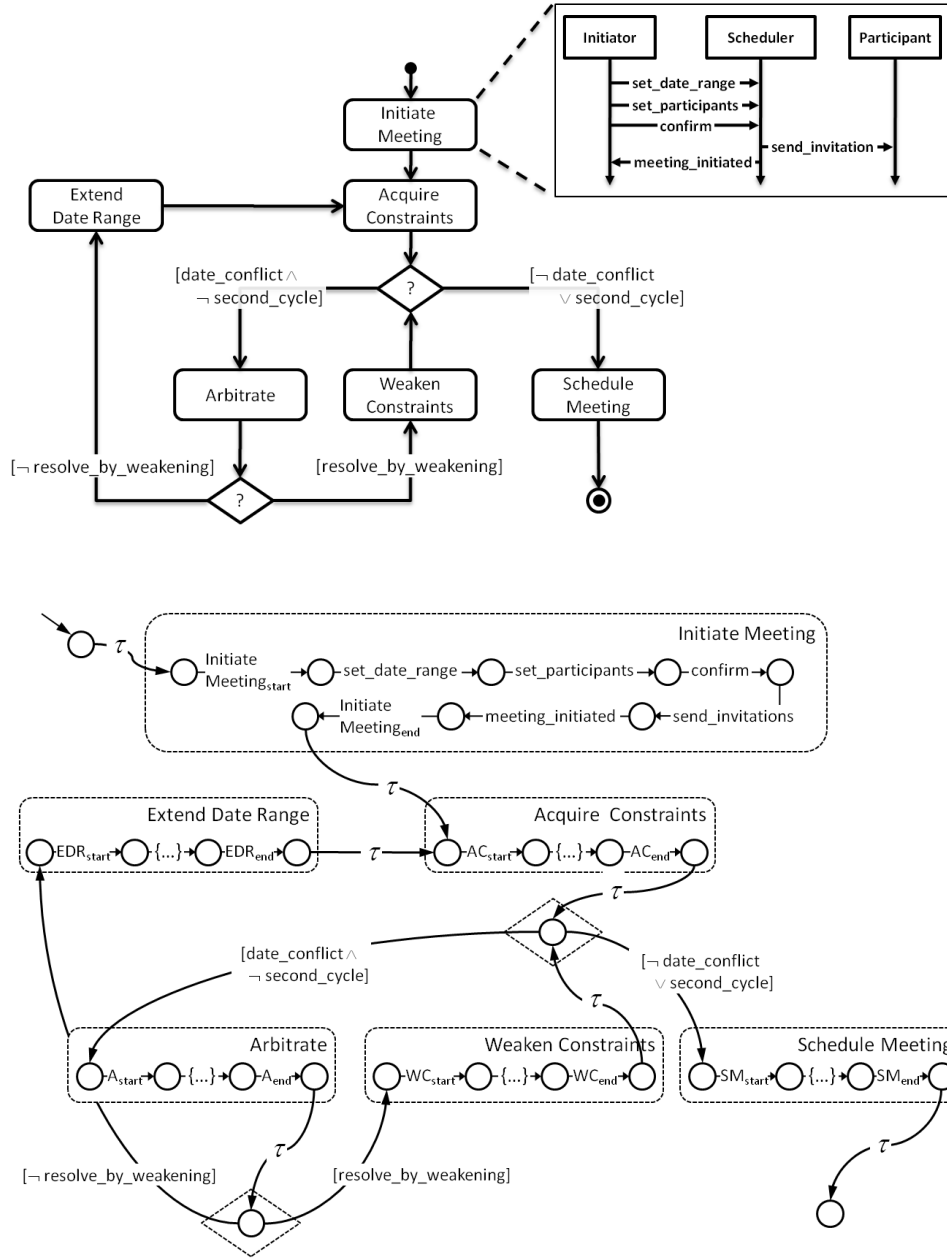 Initiator Scheduler Participant
set_date_range
set_participants
confirm
send_invitation
meeting_initiated
Initiate
Meeting
Extend
Date Range
Acquire
Constraints
[date_conflict ∧
¬ second_cycle]
?
[¬ date_conflict
∨ second_cycle]
Arbitrate
Weaken
Constraints
Schedule
Meeting
[¬ resolve_by_weakening]
[resolve_by_weakening]
?
Initiate Meeting
τ
Initiate
Meetingstart
set_date_range
set_participants
confirm
Initiate
Meetingend
meeting_initiated
send_invitations
τ
Extend Date Range
Acquire Constraints
EDRstart {...} EDRend
τ
ACstart {...} ACend
τ
[date_conflict ∧
¬ second_cycle]
[¬ date_conflict
∨ second_cycle]
τ
Arbitrate
Weaken Constraints
Schedule Meeting
Astart {...} Aend
WCstart {...} WCend
SMstart {...} SMend
τ
τ
[¬ resolve_by_weakening]
[resolve_by_weakening]